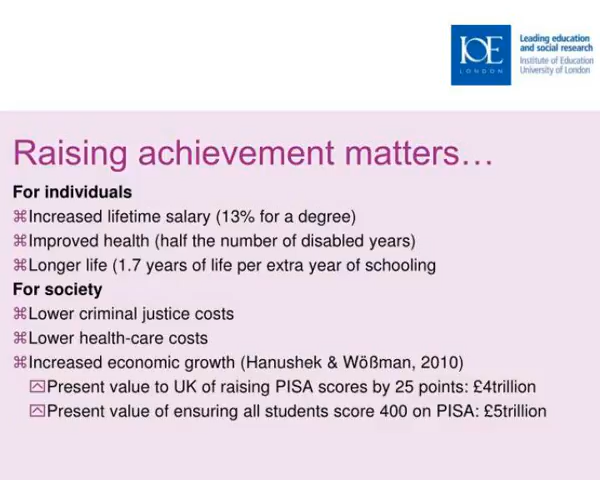 IOE
LONDON
Leading education
and social research
Institute of Education
University of London
Raising achievement matters…
For individuals
⌘Increased lifetime salary (13% for a degree)
⌘Improved health (half the number of disabled years)
⌘Longer life (1.7 years of life per extra year of schooling
For society
⌘Lower criminal justice costs
⌘Lower health-care costs
⌘Increased economic growth (Hanushek & Wößman, 2010)
Present value to UK of raising PISA scores by 25 points: £4trillion
Present value of ensuring all students score 400 on PISA: £5trillion